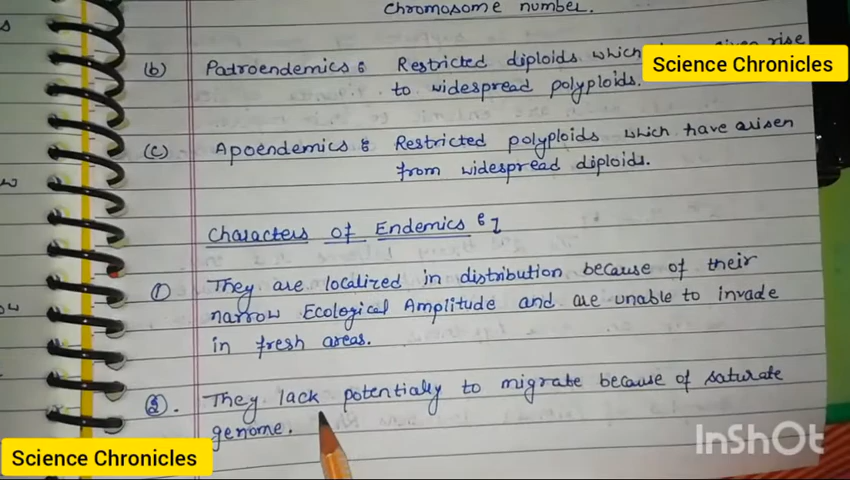 chromosome number.
(b) Patroendemics : Restricted diploids which rise
to widespread polyploids.
(c) Apoendemics : Restricted polyploids which have arisen
from widespread diploids.
Characters of Endemics :-
(1) They are localized in distribution because of their
narrow Ecological Amplitude and are unable to invade
in fresh areas.
(2). They lack potentially to migrate because of saturate
genome.
Science Chronicles
Science Chronicles
InShOt